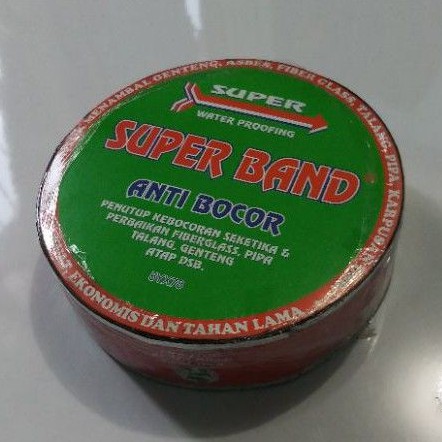 MENAMBAL GENTENG, ASBES, FIBER GLASS, TALANG, PIPA, KARPUS
SUPER
WATER PROOFING
SUPER BAND
ANTI BOCOR
PENUTUP KEBOCORAN SEKETIKA &
PERBAIKAN FIBERGLASS, PIPA
TALANG, GENTENG
ATAP DSB.
EKONOMIS DAN TAHAN LAMA